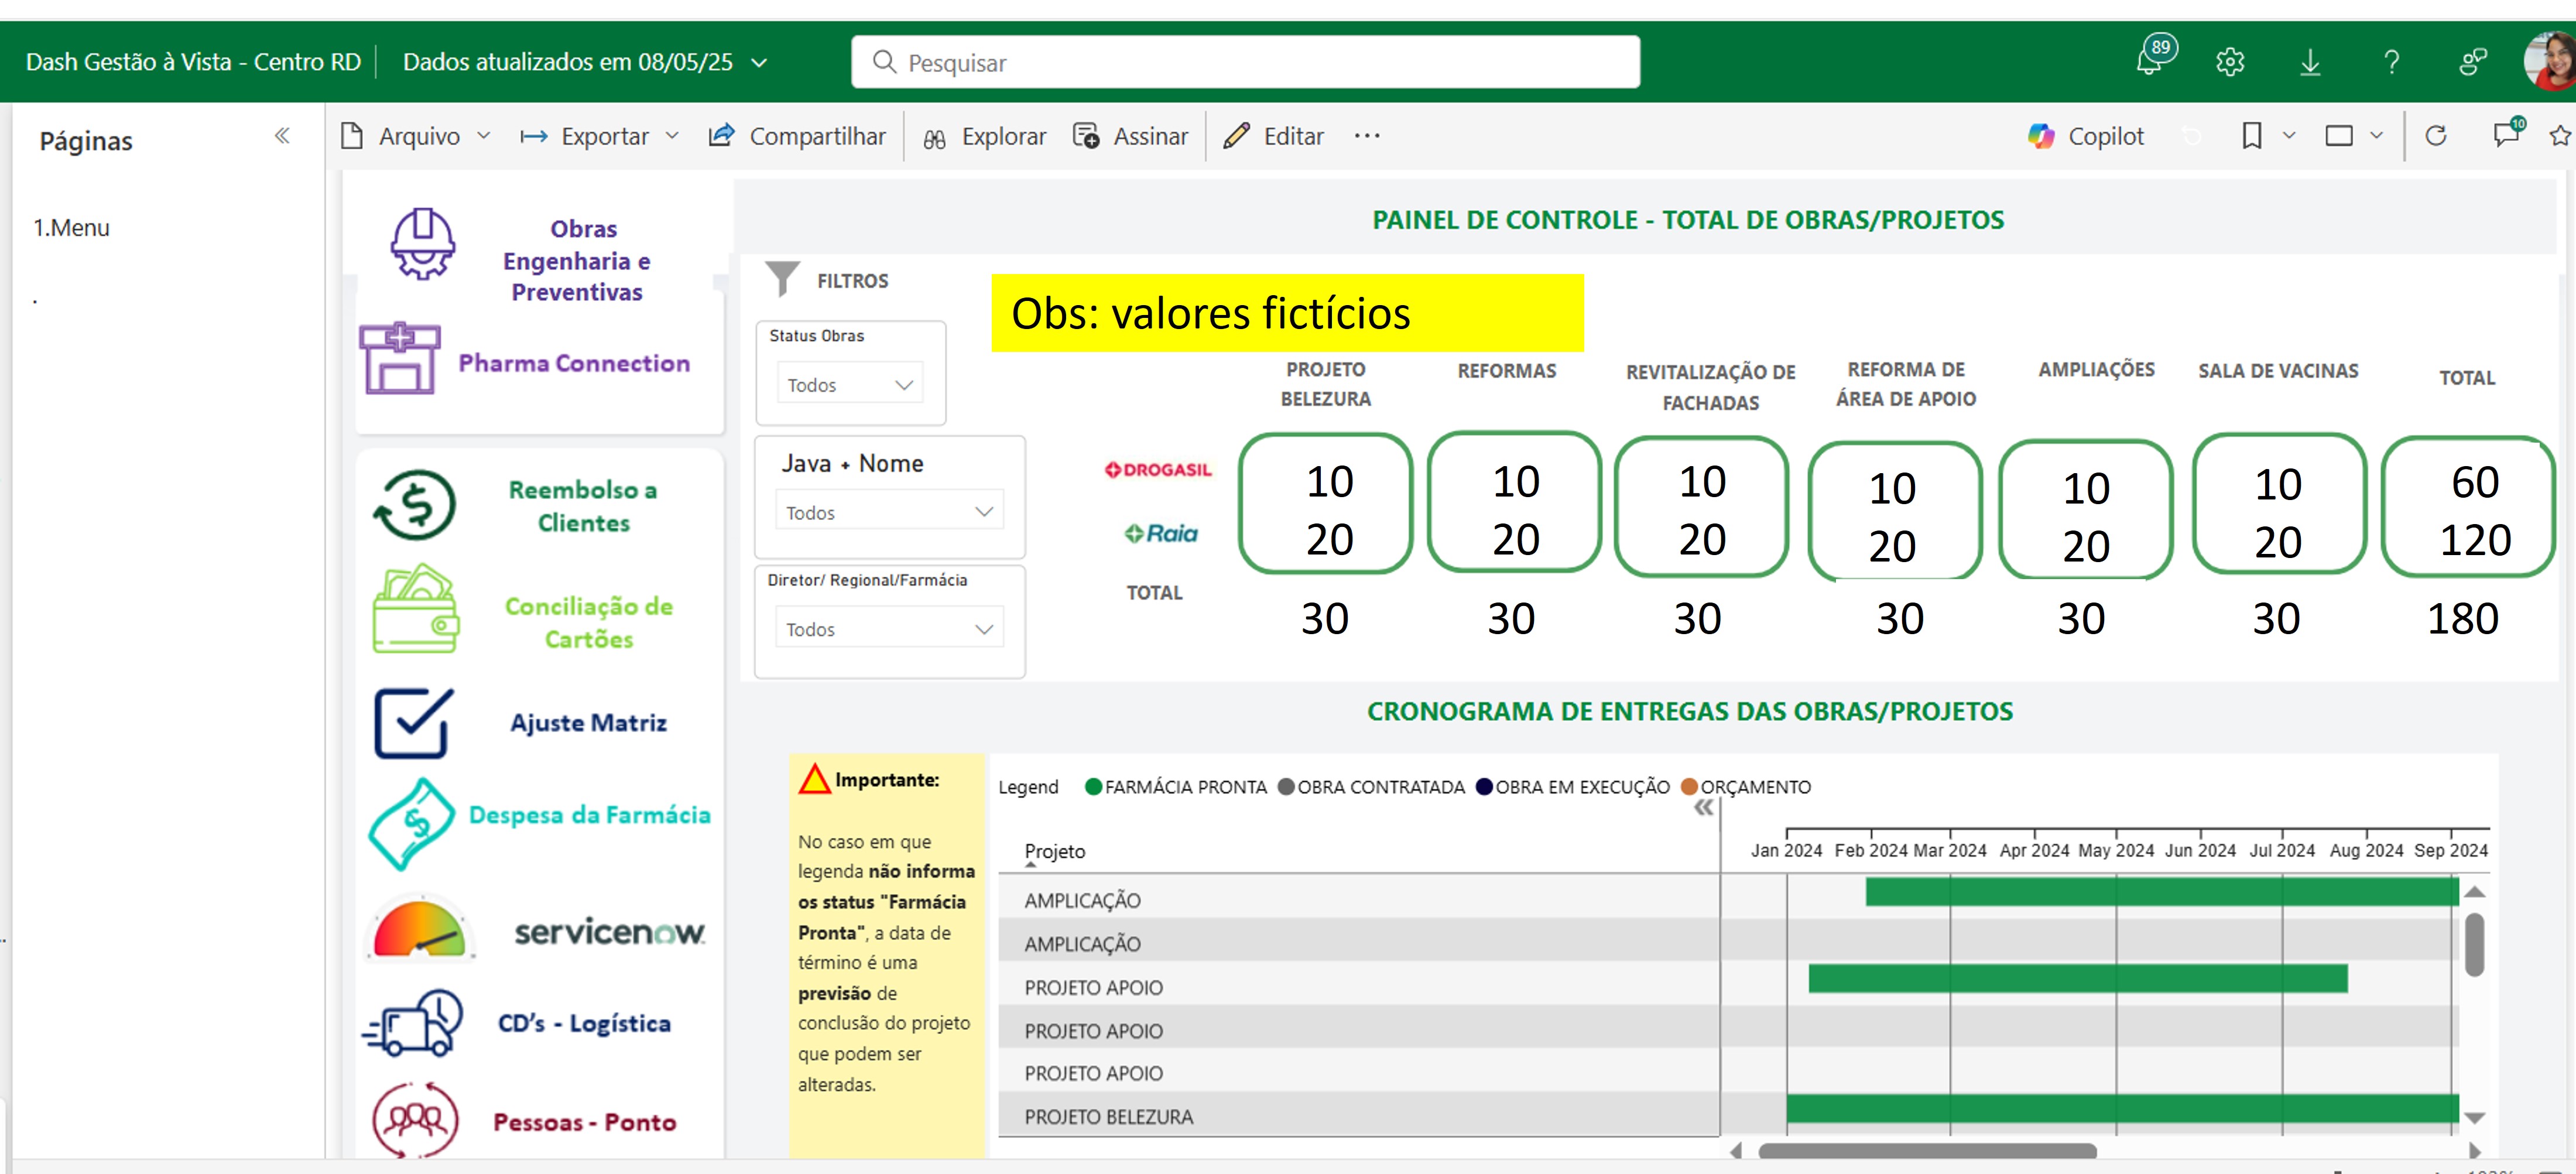 Dash Gestão à Vista - Centro RD
Dados atualizados em 08/05/25
Pesquisar
89
Páginas
1.Menu
.
Arquivo
Exportar
Compartilhar
Explorar
Assinar
Editar
Copilot
10
Obras
Engenharia e
Preventivas
Pharma Connection
Reembolso a
Clientes
Conciliação de
Cartões
Ajuste Matriz
Despesa da Farmácia
servicenow
CD's - Logística
Pessoas - Ponto
PAINEL DE CONTROLE - TOTAL DE OBRAS/PROJETOS
FILTROS
Obs: valores fictícios
Status Obras
Todos
Java + Nome
Todos
Diretor/ Regional/Farmácia
Todos
PROJETO
BELEZURA
REFORMAS
REVITALIZAÇÃO DE
FACHADAS
REFORMA DE
ÁREA DE APOIO
AMPLIAÇÕES
SALA DE VACINAS
TOTAL
DROGASIL 10 10 10 10 10 10 60
Raia 20 20 20 20 20 20 120
TOTAL 30 30 30 30 30 30 180
CRONOGRAMA DE ENTREGAS DAS OBRAS/PROJETOS
Importante:
No caso em que
legenda não informa
os status "Farmácia
Pronta", a data de
término é uma
previsão de
conclusão do projeto
que podem ser
alteradas.
Legend FARMÁCIA PRONTA OBRA CONTRATADA OBRA EM EXECUÇÃO ORÇAMENTO
Projeto
Jan 2024 Feb 2024 Mar 2024 Apr 2024 May 2024 Jun 2024 Jul 2024 Aug 2024 Sep 2024
AMPLICAÇÃO
AMPLICAÇÃO
PROJETO APOIO
PROJETO APOIO
PROJETO APOIO
PROJETO BELEZURA